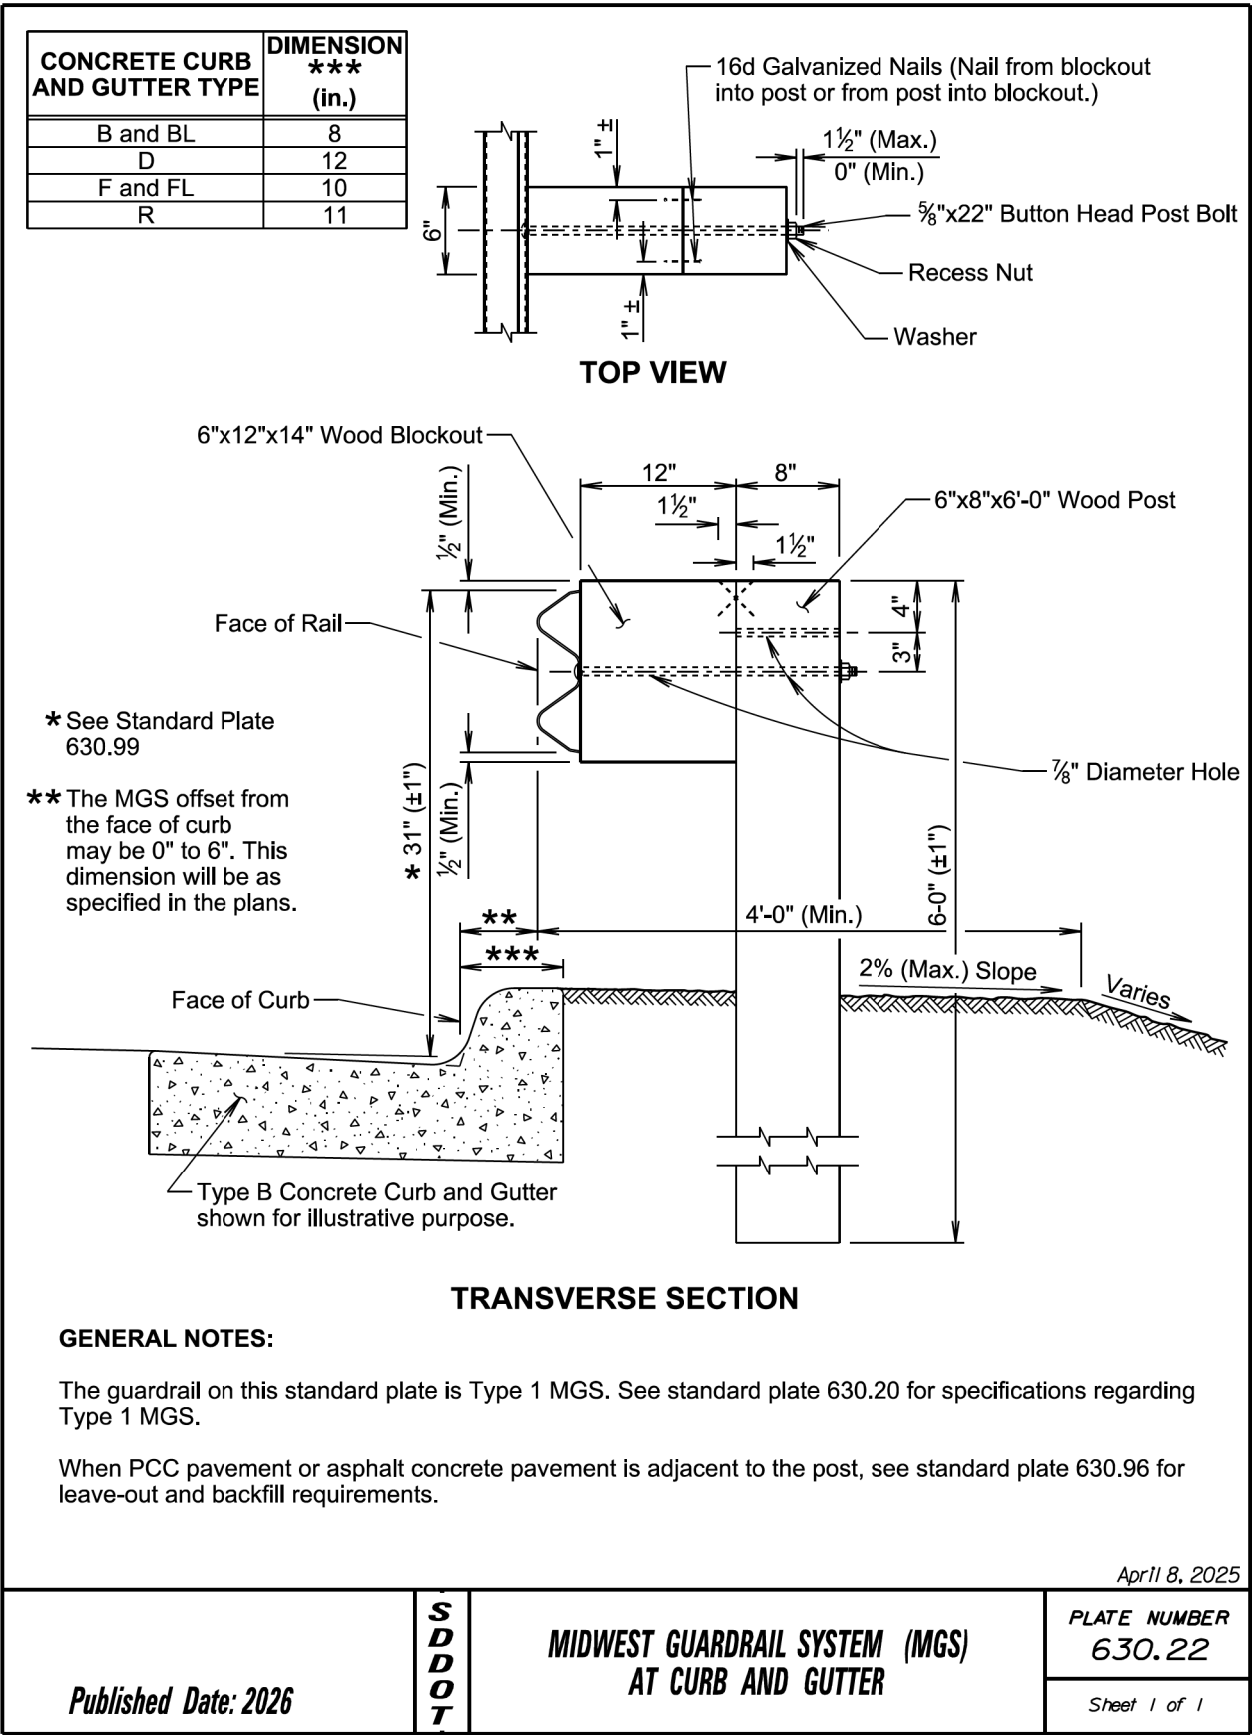 CONCRETE CURB
AND GUTTER TYPE
DIMENSION
***
(in.)
B and BL 8
D 12
F and FL 10
R 11
16d Galvanized Nails (Nail from blockout
into post or from post into blockout.)
1" ±
1½" (Max.)
0" (Min.)
6"
⅝"x22" Button Head Post Bolt
Recess Nut
1" ±
Washer
TOP VIEW
6"x12"x14" Wood Blockout
12"
8"
½" (Min.)
1½"
6"x8"x6'-0" Wood Post
1½"
4"
Face of Rail
3"
* See Standard Plate
630.99
⅞" Diameter Hole
** The MGS offset from
the face of curb
may be 0" to 6". This
dimension will be as
specified in the plans.
* 31" (±1")
½" (Min.)
6-0" (±1")
**
4'-0" (Min.)
***
2% (Max.) Slope
Varies
Face of Curb
Type B Concrete Curb and Gutter
shown for illustrative purpose.
TRANSVERSE SECTION
GENERAL NOTES:
The guardrail on this standard plate is Type 1 MGS. See standard plate 630.20 for specifications regarding
Type 1 MGS.
When PCC pavement or asphalt concrete pavement is adjacent to the post, see standard plate 630.96 for
leave-out and backfill requirements.
April 8, 2025
Published Date: 2026
S
D
D
O
T
MIDWEST GUARDRAIL SYSTEM (MGS)
AT CURB AND GUTTER
PLATE NUMBER
630.22
Sheet 1 of 1